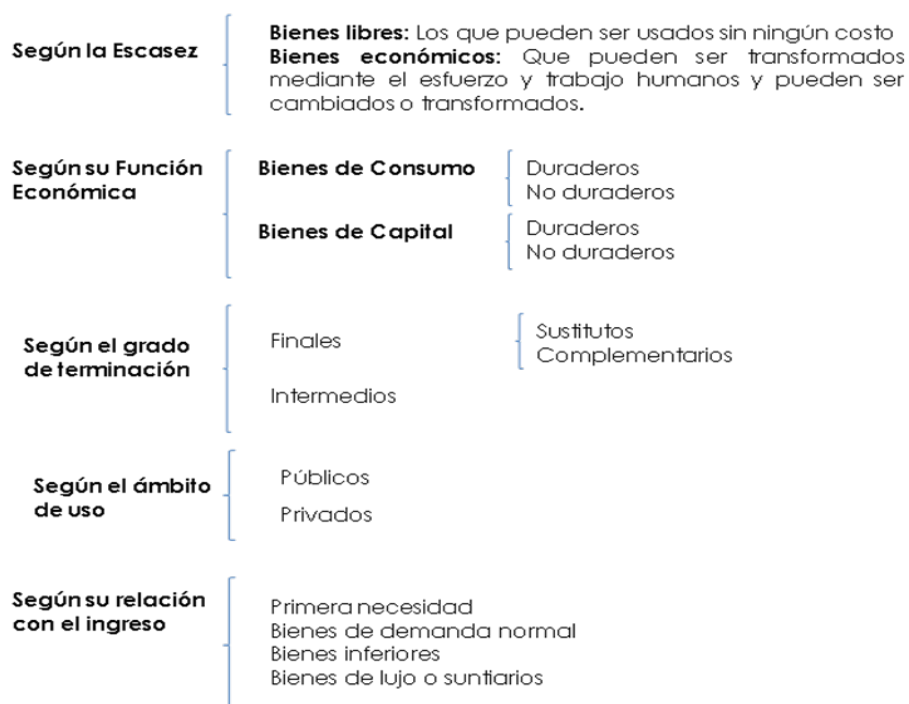 Según la Escasez
Bienes libres: Los que pueden ser usados sin ningún costo
Bienes económicos: Que pueden ser transformados
mediante el esfuerzo y trabajo humanos y pueden ser
cambiados o transformados.
Según su Función
Económica
Bienes de Consumo
Duraderos
No duraderos
Bienes de Capital
Duraderos
No duraderos
Según el grado
de terminación
Finales
Sustitutos
Complementarios
Intermedios
Según el ámbito
de uso
Públicos
Privados
Según su relación
con el ingreso
Primera necesidad
Bienes de demanda normal
Bienes inferiores
Bienes de lujo o suntiarios